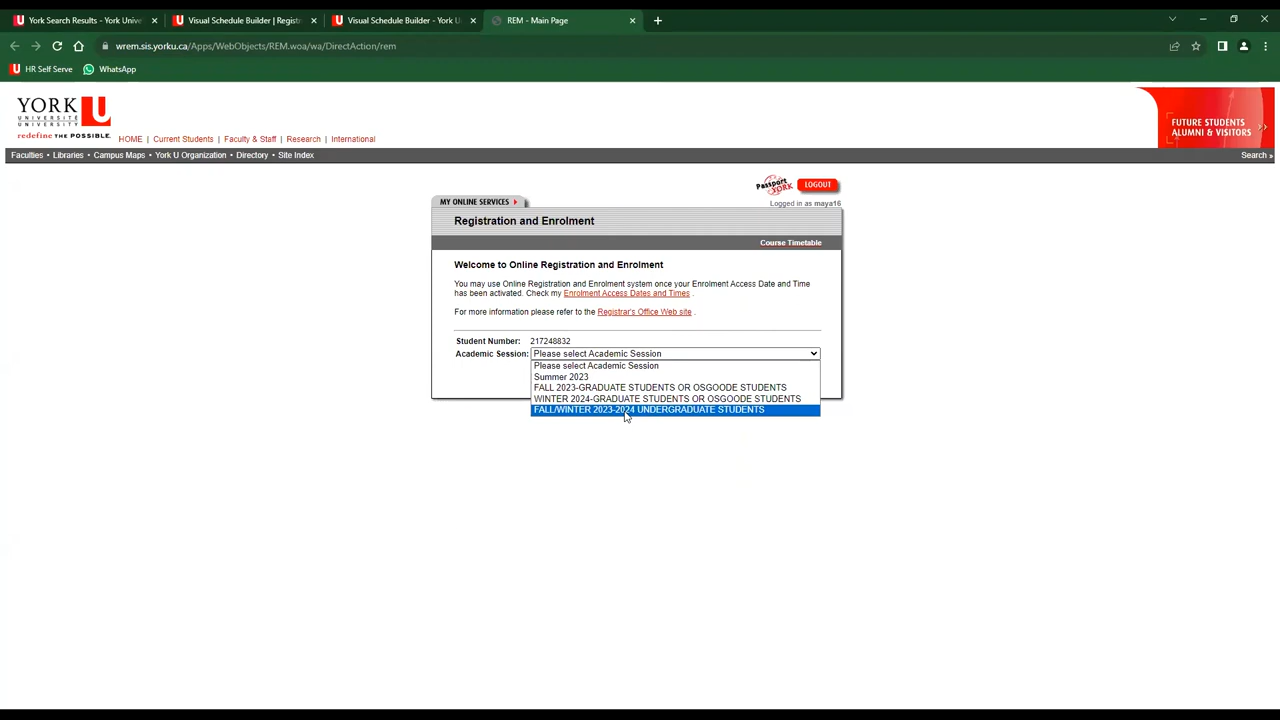 York Search Results - York Unive
Visual Schedule Builder | Registr
Visual Schedule Builder - York U
REM - Main Page
wrem.sis.yorku.ca/Apps/WebObjects/REM.woa/wa/DirectAction/rem
U HR Self Serve WhatsApp
YORK U
UNIVERSITÉ
UNIVERSITY
redefine THE POSSIBLE.
HOME | Current Students | Faculty & Staff | Research | International
FUTURE STUDENTS
ALUMNI & VISITORS
Faculties • Libraries • Campus Maps • York U Organization • Directory • Site Index
Search »
Passport YORK
LOGOUT
Logged in as maya16
MY ONLINE SERVICES
Registration and Enrolment
Course Timetable
Welcome to Online Registration and Enrolment
You may use Online Registration and Enrolment system once your Enrolment Access Date and Time
has been activated. Check my Enrolment Access Dates and Times .
For more information please refer to the Registrar's Office Web site .
Student Number: 217248832
Academic Session: Please select Academic Session
Please select Academic Session
Summer 2023
FALL 2023-GRADUATE STUDENTS OR OSGOODE STUDENTS
WINTER 2024-GRADUATE STUDENTS OR OSGOODE STUDENTS
FALL/WINTER 2023-2024 UNDERGRADUATE STUDENTS